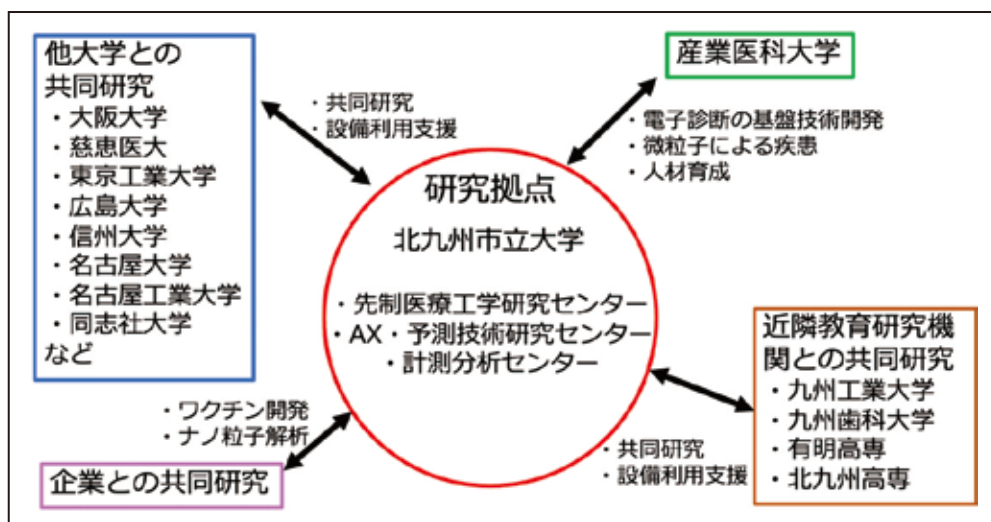 他大学との
共同研究
・大阪大学
・慈恵医大
・東京工業大学
・広島大学
・信州大学
・名古屋大学
・名古屋工業大学
・同志社大学
など
・共同研究
・設備利用支援
産業医科大学
・電子診断の基盤技術開発
・微粒子による疾患
・人材育成
研究拠点
北九州市立大学
・先制医療工学研究センター
・AX・予測技術研究センター
・計測分析センター
・ワクチン開発
・ナノ粒子解析
企業との共同研究
・共同研究
・設備利用支援
近隣教育研究機
関との共同研究
・九州工業大学
・九州歯科大学
・有明高専
・北九州高専